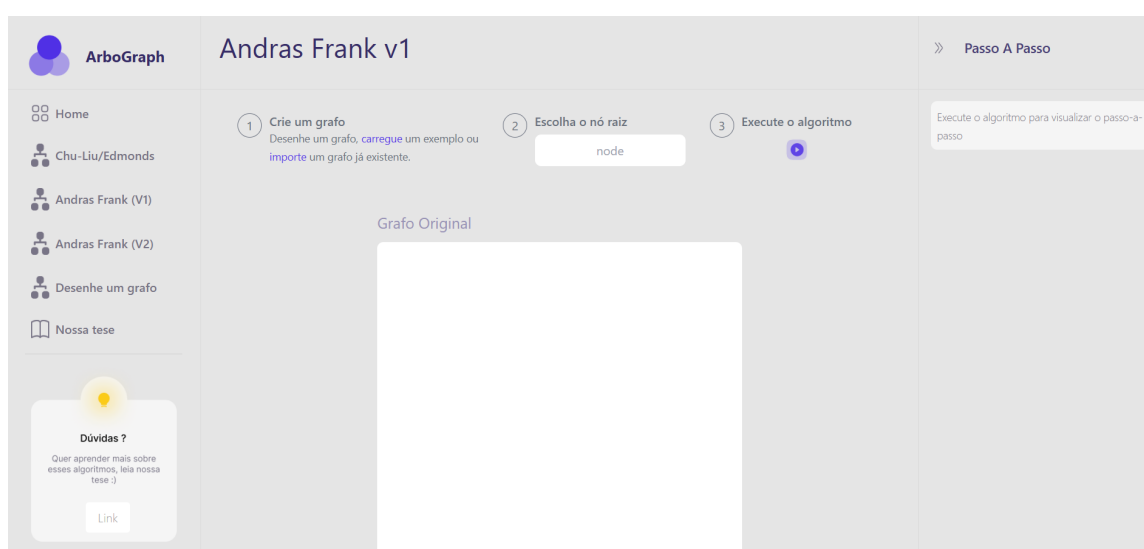 ArboGraph
Home
Chu-Liu/Edmonds
Andras Frank (V1)
Andras Frank (V2)
Desenhe um grafo
Nossa tese
Dúvidas ?
Quer aprender mais sobre
esses algoritmos, leia nossa
tese :)
Link
Andras Frank v1
1
Crie um grafo
Desenhe um grafo, carregue um exemplo ou
importe um grafo já existente.
2
Escolha o nó raiz
node
3
Execute o algoritmo
Grafo Original
Passo A Passo
Execute o algoritmo para visualizar o passo-a-
passo